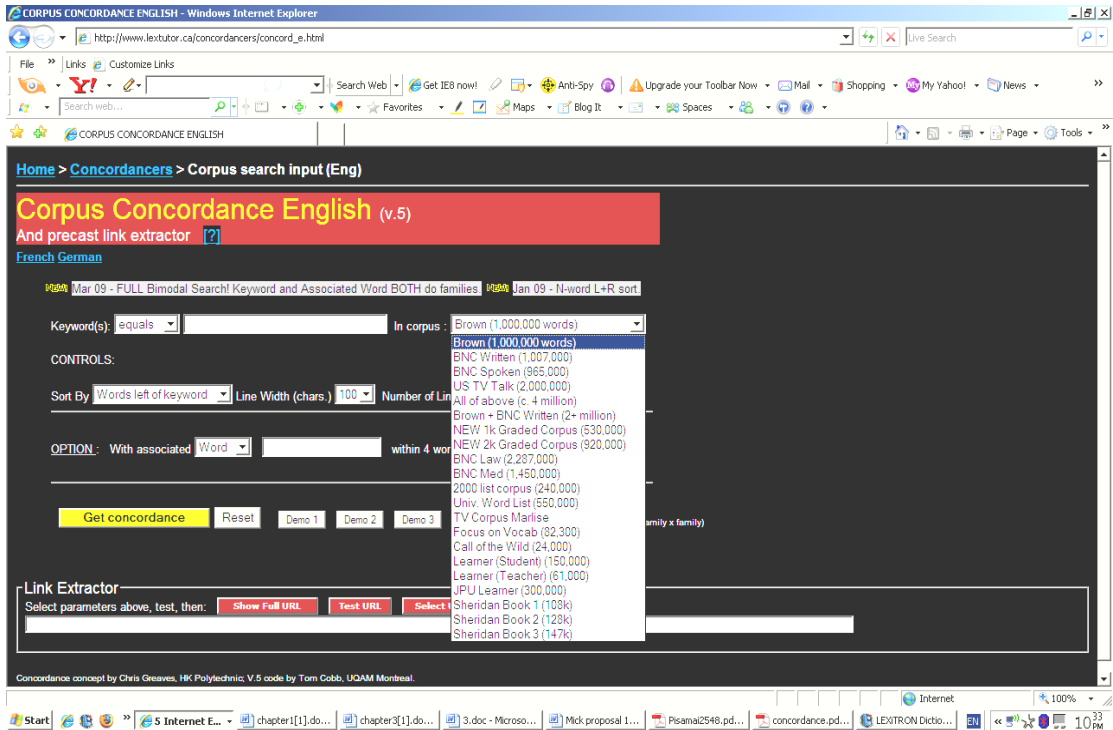 CORPUS CONCORDANCE ENGLISH - Windows Internet Explorer
http://www.lextutor.ca/concordancers/concord_e.html
Live Search
File » Links Customize Links
Y! Search Web Get IE8 now! Anti-Spy Upgrade your Toolbar Now Mail Shopping My Yahoo! News »
Search web... Favorites Maps Blog It Spaces
CORPUS CONCORDANCE ENGLISH Page Tools »
Home > Concordancers > Corpus search input (Eng)
Corpus Concordance English (v.5)
And precast link extractor [?]
French German
NEW! Mar 09 - FULL Bimodal Search! Keyword and Associated Word BOTH do families. NEW! Jan 09 - N-word L+R sort.
Keyword(s): equals In corpus : Brown (1,000,000 words)
Brown (1,000,000 words)
BNC Written (1,007,000)
CONTROLS:
BNC Spoken (965,000)
US TV Talk (2,000,000)
Sort By Words left of keyword Line Width (chars.) 100 Number of Lin
All of above (c. 4 million)
Brown + BNC Written (2+ million)
NEW 1k Graded Corpus (530,000)
NEW 2k Graded Corpus (920,000)
OPTION : With associated Word within 4 wor
BNC Law (2,287,000)
BNC Med (1,450,000)
2000 list corpus (240,000)
Univ. Word List (550,000)
TV Corpus Marlise
Get concordance Reset Demo 1 Demo 2 Demo 3 amily x family)
Focus on Vocab (82,300)
Call of the Wild (24,000)
Learner (Student) (150,000)
Learner (Teacher) (61,000)
JPU Learner (300,000)
Link Extractor
Select parameters above, test, then: Show Full URL Test URL Select U
Sheridan Book 1 (108k)
Sheridan Book 2 (128k)
Sheridan Book 3 (147k)
Concordance concept by Chris Greaves, HK Polytechnic; V.5 code by Tom Cobb, UQAM Montreal.
Internet 100%
Start » 5 Internet E... chapter1[1].do... chapter3[1].do... 3.doc - Microso... Mick proposal 1... Pisamai2548.pd... concordance.pd... LEXiTRON Dictio... EN « 10 33 PM